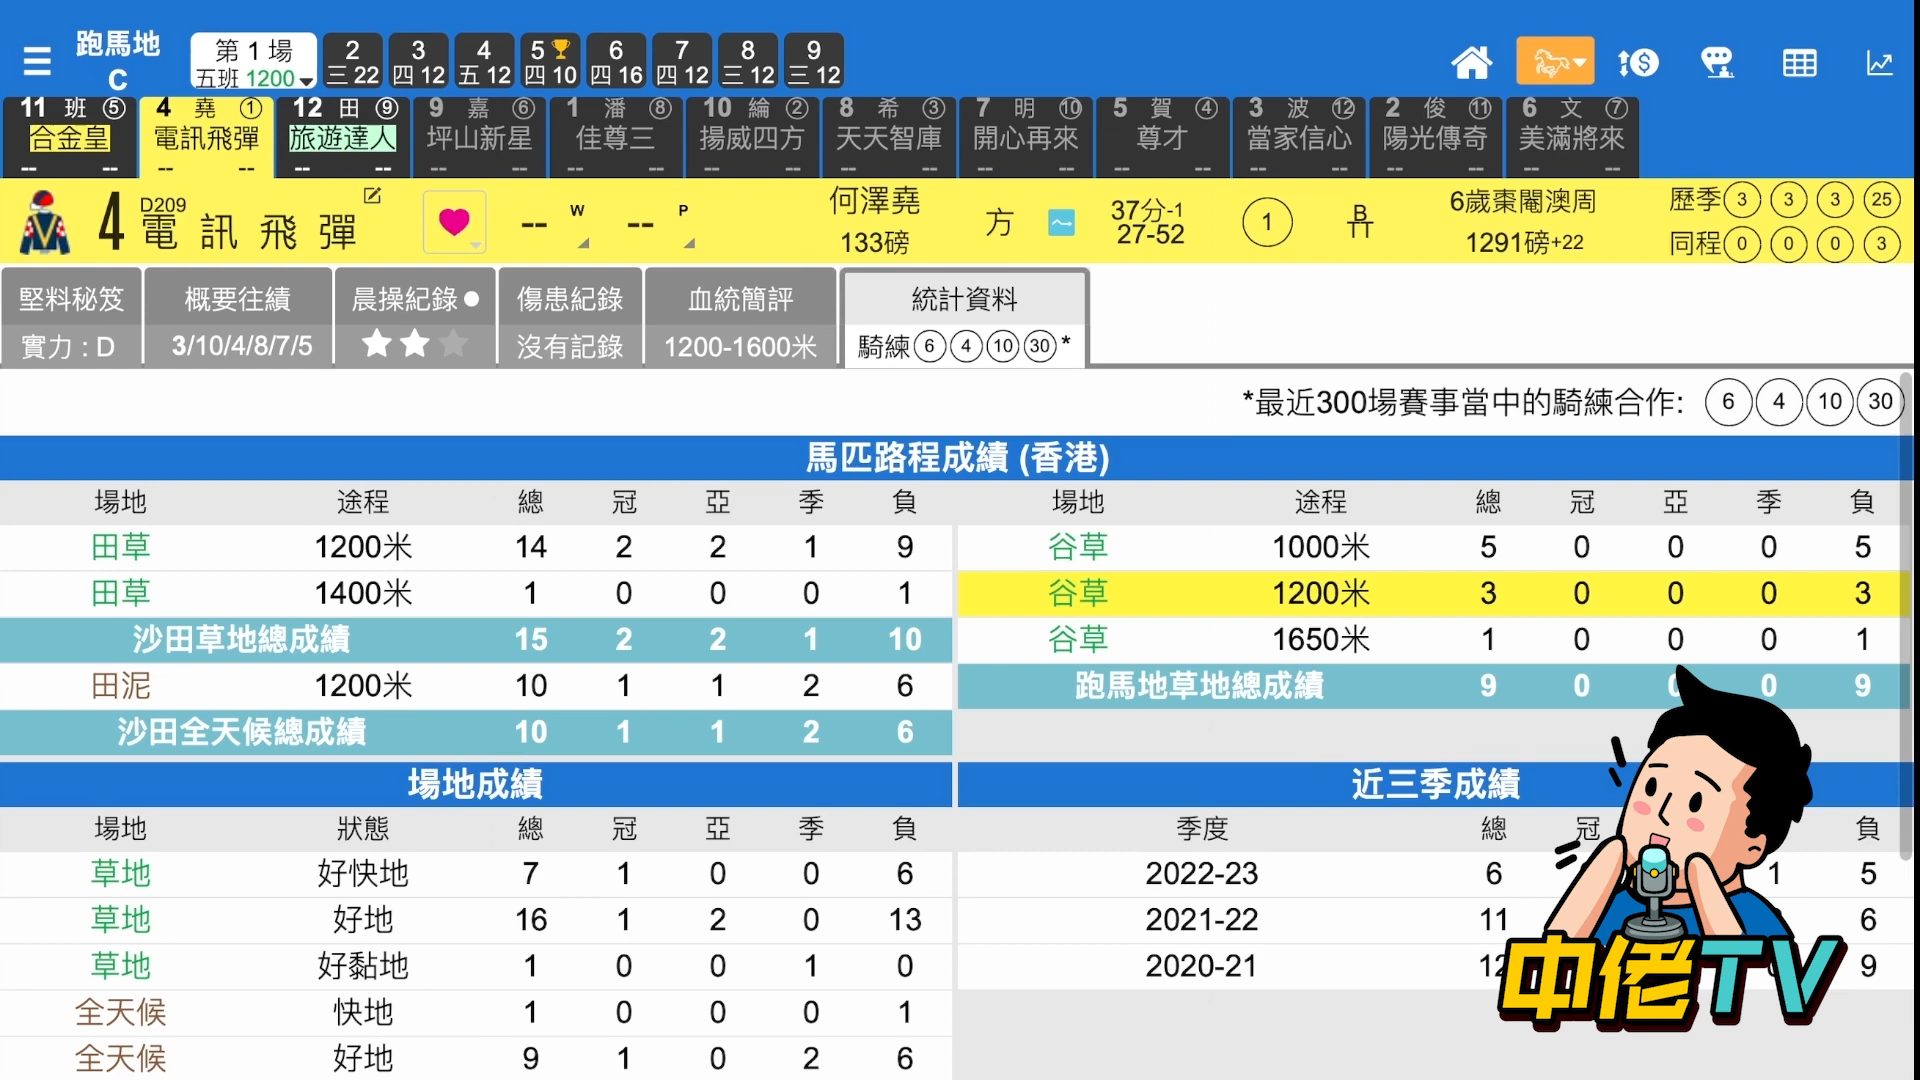 跑馬地
C
第 1 場
五班 1200
2
三 22
3
四 12
4
五 12
5
四 10
6
四 16
7
四 12
8
三 12
9
三 12
11 班 ⑤
合金皇
-- --
4 堯 ①
電訊飛彈
-- --
12 田 ⑨
旅遊達人
-- --
9 嘉 ⑥
坪山新星
-- --
1 潘 ⑧
佳尊三
-- --
10 綸 ②
揚威四方
-- --
8 希 ③
天天智庫
-- --
7 明 ⑩
開心再來
-- --
5 賀 ④
尊才
-- --
3 波 ⑫
當家信心
-- --
2 俊 ⑪
陽光傳奇
-- --
6 文 ⑦
美滿將來
-- --
4
D209
電訊飛彈
-- W
-- P
何澤堯
133磅
方
37分-1
27-52
1
B
6歲棗閹澳周
1291磅+22
歷季 3 3 3 25
同程 0 0 0 3
堅料秘笈
實力 : D
概要往績
3/10/4/8/7/5
晨操紀錄
傷患紀錄
沒有記錄
血統簡評
1200-1600米
統計資料
騎練 6 4 10 30 *
*最近300場賽事當中的騎練合作: 6 4 10 30
馬匹路程成績 (香港)
場地 途程 總 冠 亞 季 負
田草 1200米 14 2 2 1 9
田草 1400米 1 0 0 0 1
沙田草地總成績 15 2 2 1 10
田泥 1200米 10 1 1 2 6
沙田全天候總成績 10 1 1 2 6
場地 途程 總 冠 亞 季 負
谷草 1000米 5 0 0 0 5
谷草 1200米 3 0 0 0 3
谷草 1650米 1 0 0 0 1
跑馬地草地總成績 9 0 0 0 9
場地成績
場地 狀態 總 冠 亞 季 負
草地 好快地 7 1 0 0 6
草地 好地 16 1 2 0 13
草地 好黏地 1 0 0 1 0
全天候 快地 1 0 0 0 1
全天候 好地 9 1 0 2 6
近三季成績
季度 總 冠 負
2022-23 6 1 5
2021-22 11 6
2020-21 12 9
中佬TV